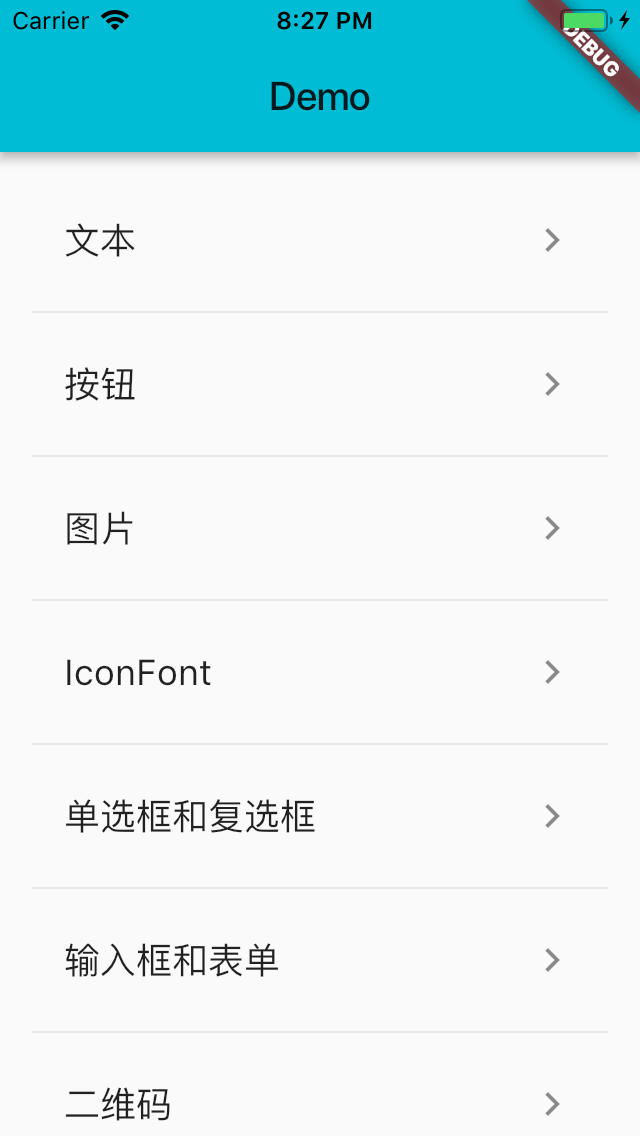 Carrier 8:27 PM
DEBUG
Demo
文本
按钮
图片
IconFont
单选框和复选框
输入框和表单
二维码